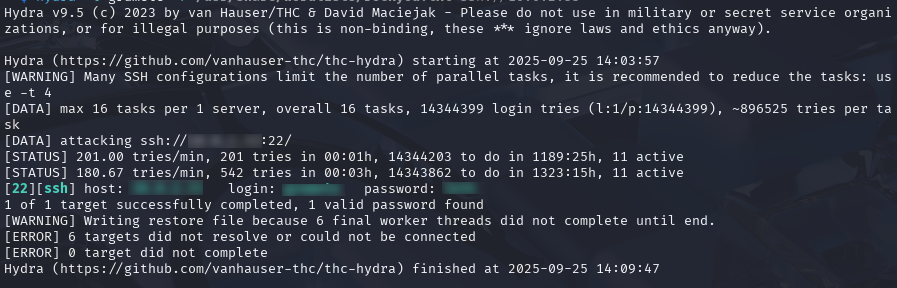 Hydra v9.5 (c) 2023 by van Hauser/THC & David Maciejak - Please do not use in military or secret service organi
zations, or for illegal purposes (this is non-binding, these *** ignore laws and ethics anyway).
Hydra (https://github.com/vanhauser-thc/thc-hydra) starting at 2025-09-25 14:03:57
[WARNING] Many SSH configurations limit the number of parallel tasks, it is recommended to reduce the tasks: us
e -t 4
[DATA] max 16 tasks per 1 server, overall 16 tasks, 14344399 login tries (l:1/p:14344399), ~896525 tries per ta
sk
[DATA] attacking ssh://:22/
[STATUS] 201.00 tries/min, 201 tries in 00:01h, 14344203 to do in 1189:25h, 11 active
[STATUS] 180.67 tries/min, 542 tries in 00:03h, 14343862 to do in 1323:15h, 11 active
[22][ssh] host: login: password:
1 of 1 target successfully completed, 1 valid password found
[WARNING] Writing restore file because 6 final worker threads did not complete until end.
[ERROR] 6 targets did not resolve or could not be connected
[ERROR] 0 target did not complete
Hydra (https://github.com/vanhauser-thc/thc-hydra) finished at 2025-09-25 14:09:47